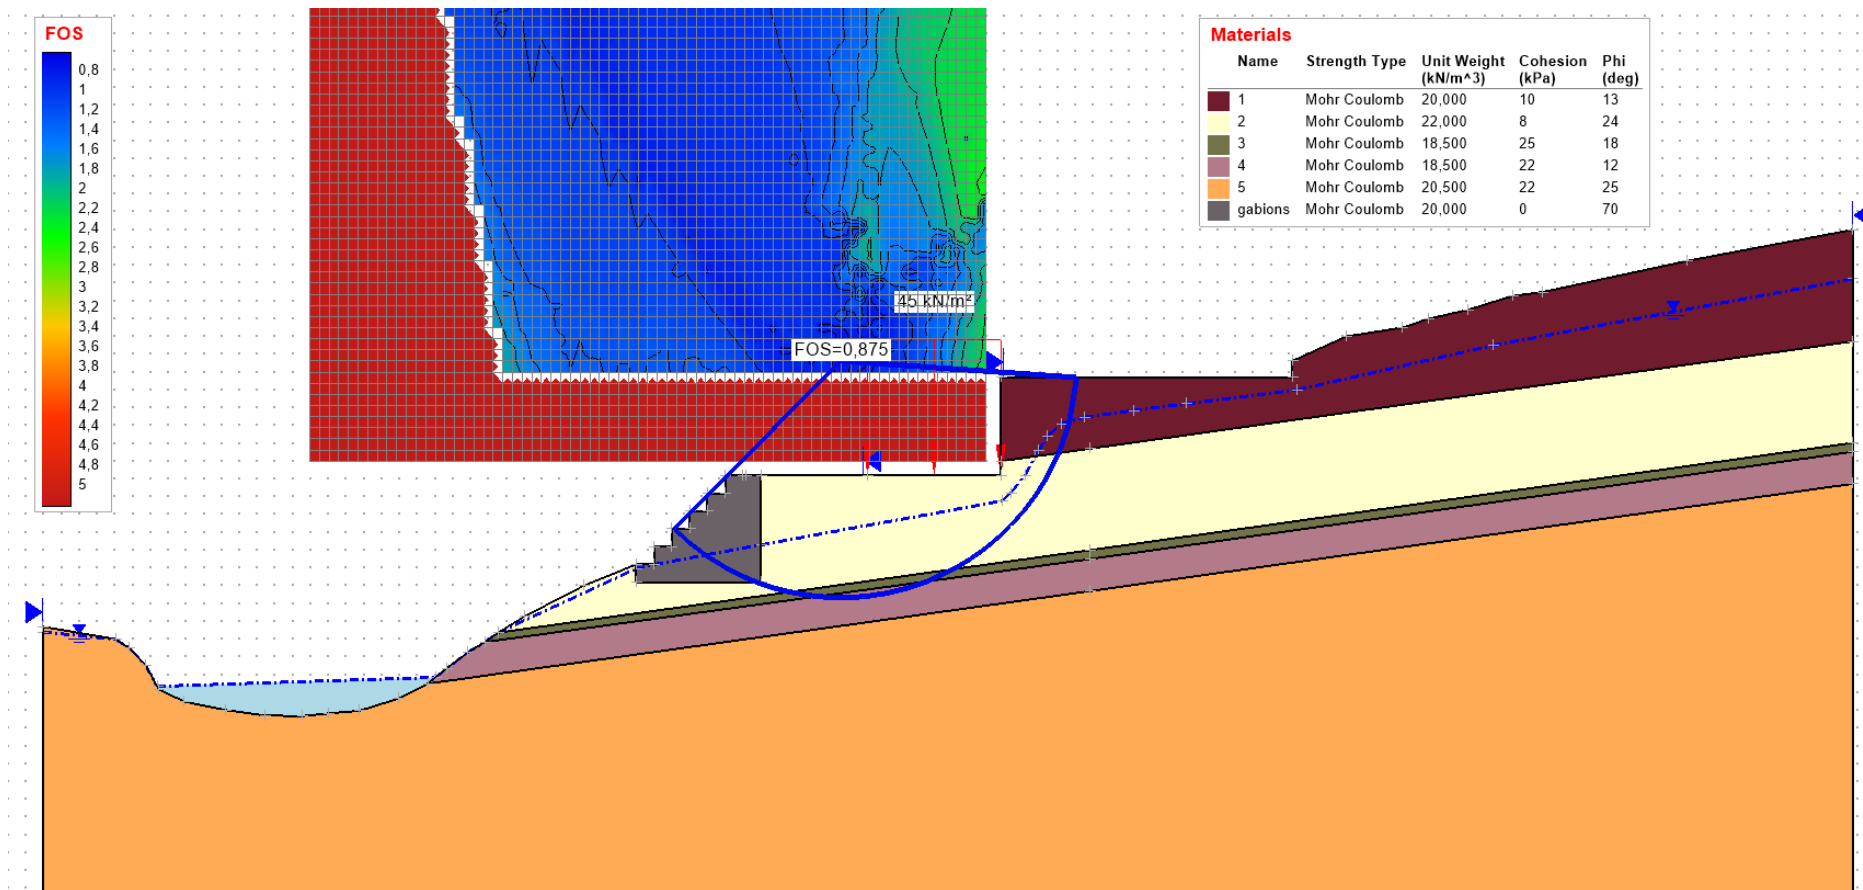 FOS
0,8
1
1,2
1,4
1,6
1,8
2
2,2
2,4
2,6
2,8
3
3,2
3,4
3,6
3,8
4
4,2
4,4
4,6
4,8
5
45 kN/m²
FOS=0,875
Materials
Name Strength Type Unit Weight (kN/m^3) Cohesion (kPa) Phi (deg)
1 Mohr Coulomb 20,000 10 13
2 Mohr Coulomb 22,000 8 24
3 Mohr Coulomb 18,500 25 18
4 Mohr Coulomb 18,500 22 12
5 Mohr Coulomb 20,500 22 25
gabions Mohr Coulomb 20,000 0 70